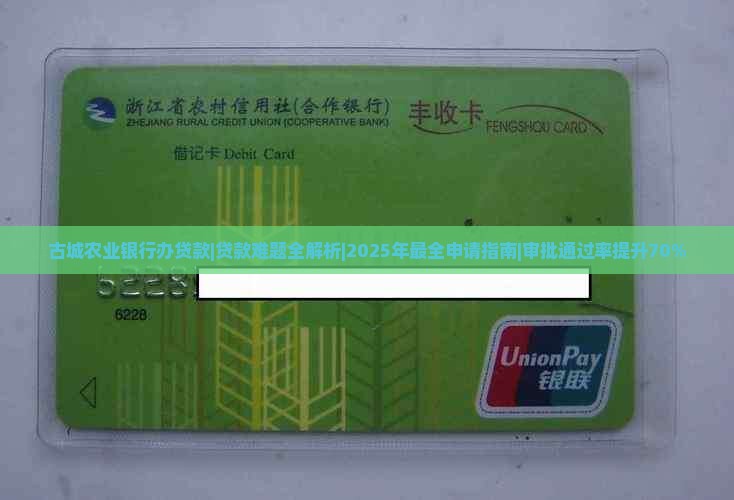 浙江省农村信用社(合作银行)
ZHEJIANG RURAL CREDIT UNION (COOPERATIVE BANK)
丰收卡
FENGSHOU CARD
借记卡 Debit Card
古城农业银行办贷款|贷款难题全解析|2025年最全申请指南|审批通过率提升70%
6228
6228
UnionPay
银联